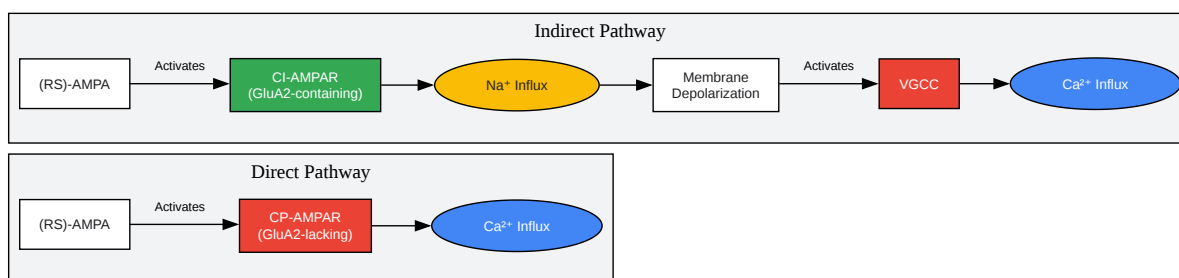 Indirect Pathway
(RS)-AMPA
Activates
CI-AMPAR
(GluA2-containing)
Na⁺ Influx
Membrane
Depolarization
Activates
VGCC
Ca²⁺ Influx
Direct Pathway
(RS)-AMPA
Activates
CP-AMPAR
(GluA2-lacking)
Ca²⁺ Influx